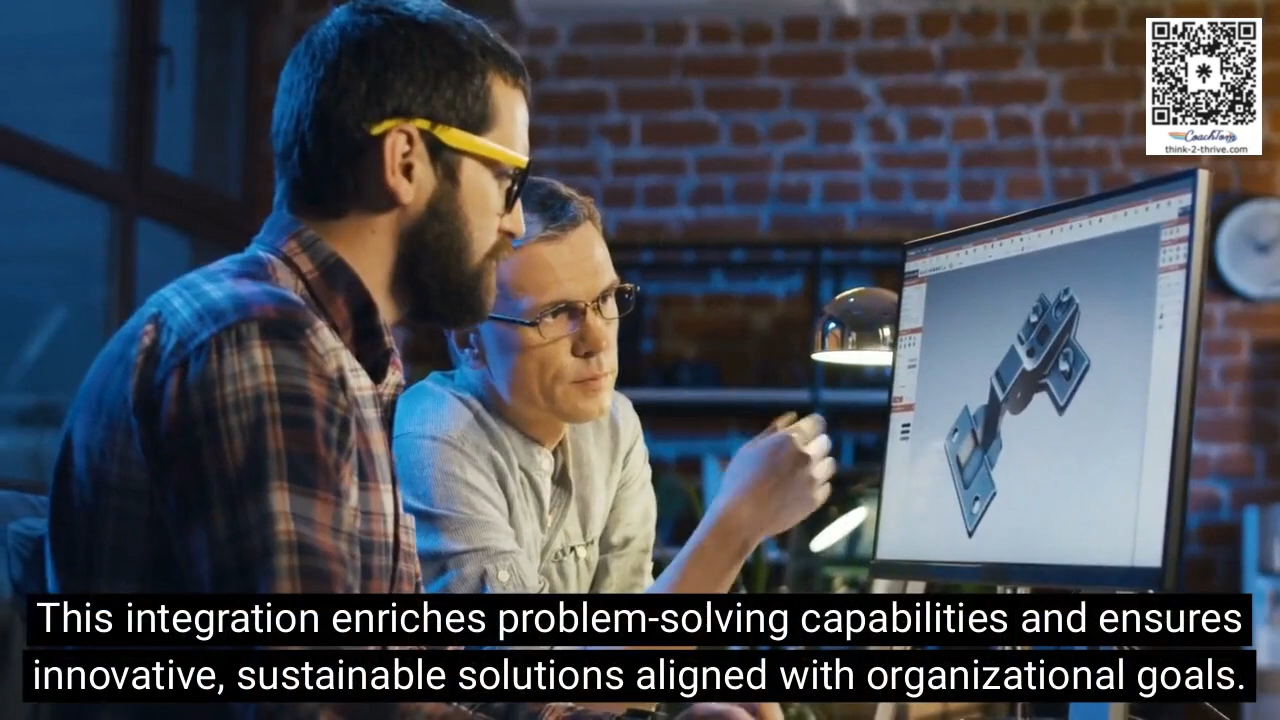 CoachTom
think-2-thrive.com
This integration enriches problem-solving capabilities and ensures
innovative, sustainable solutions aligned with organizational goals.